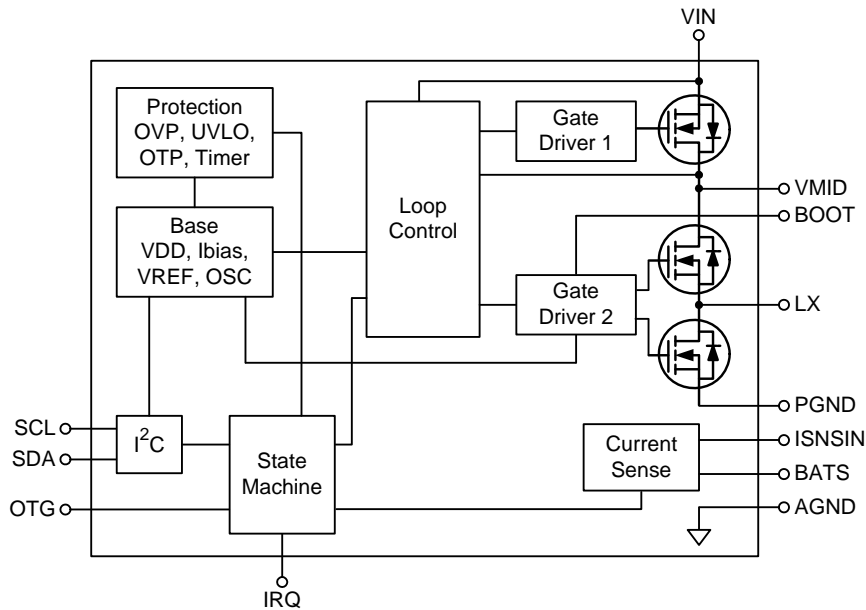 VIN
Protection
OVP, UVLO,
OTP, Timer
Gate
Driver 1
Loop
Control
VMID
BOOT
Base
VDD, Ibias,
VREF, OSC
Gate
Driver 2
LX
PGND
SCL
SDA
I²C
State
Machine
Current
Sense
ISNSIN
BATS
OTG
AGND
IRQ